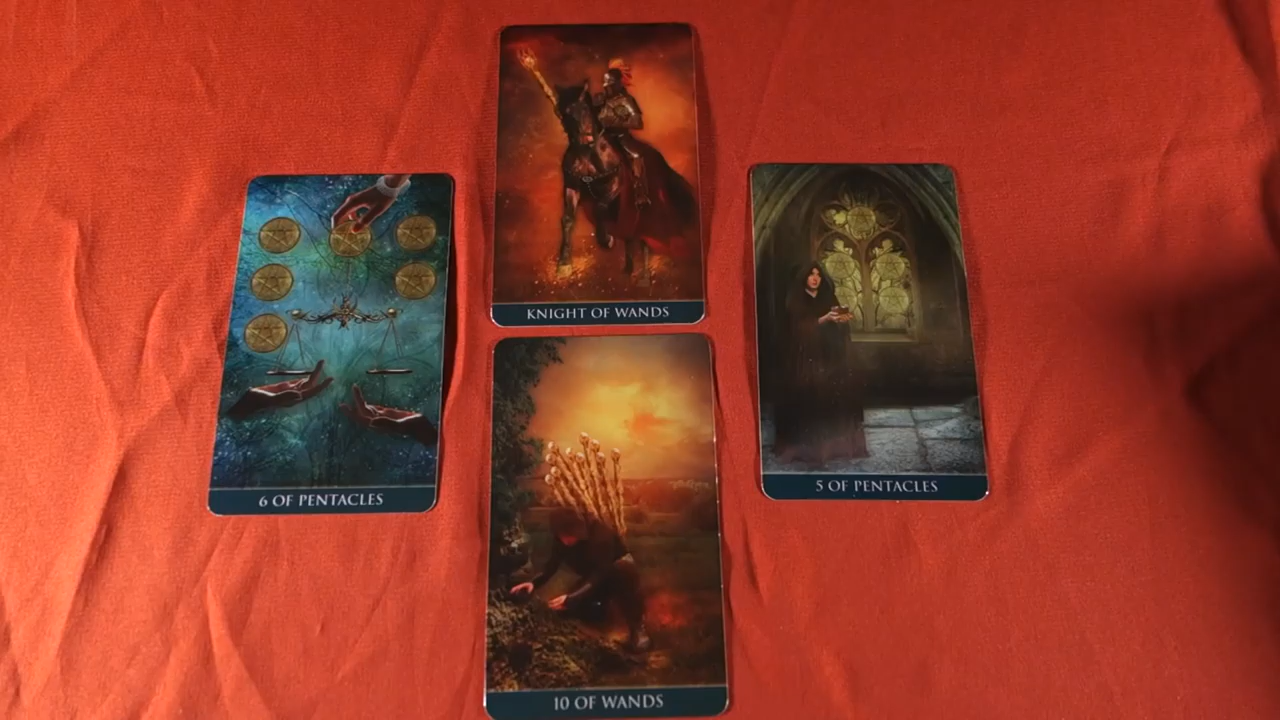 KNIGHT OF WANDS
6 OF PENTACLES
5 OF PENTACLES
10 OF WANDS